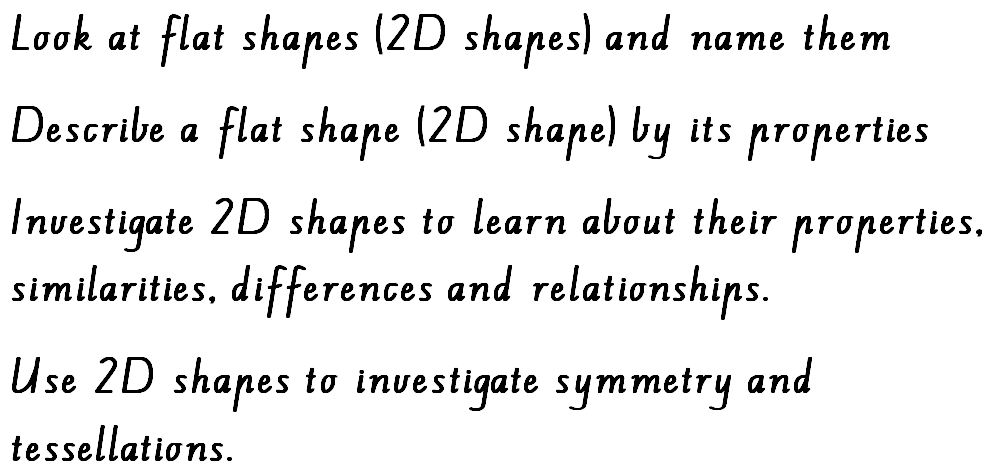 Look at flat shapes (2D shapes) and name them
Describe a flat shape (2D shape) by its properties
Investigate 2D shapes to learn about their properties,
similarities, differences and relationships.
Use 2D shapes to investigate symmetry and
tessellations.